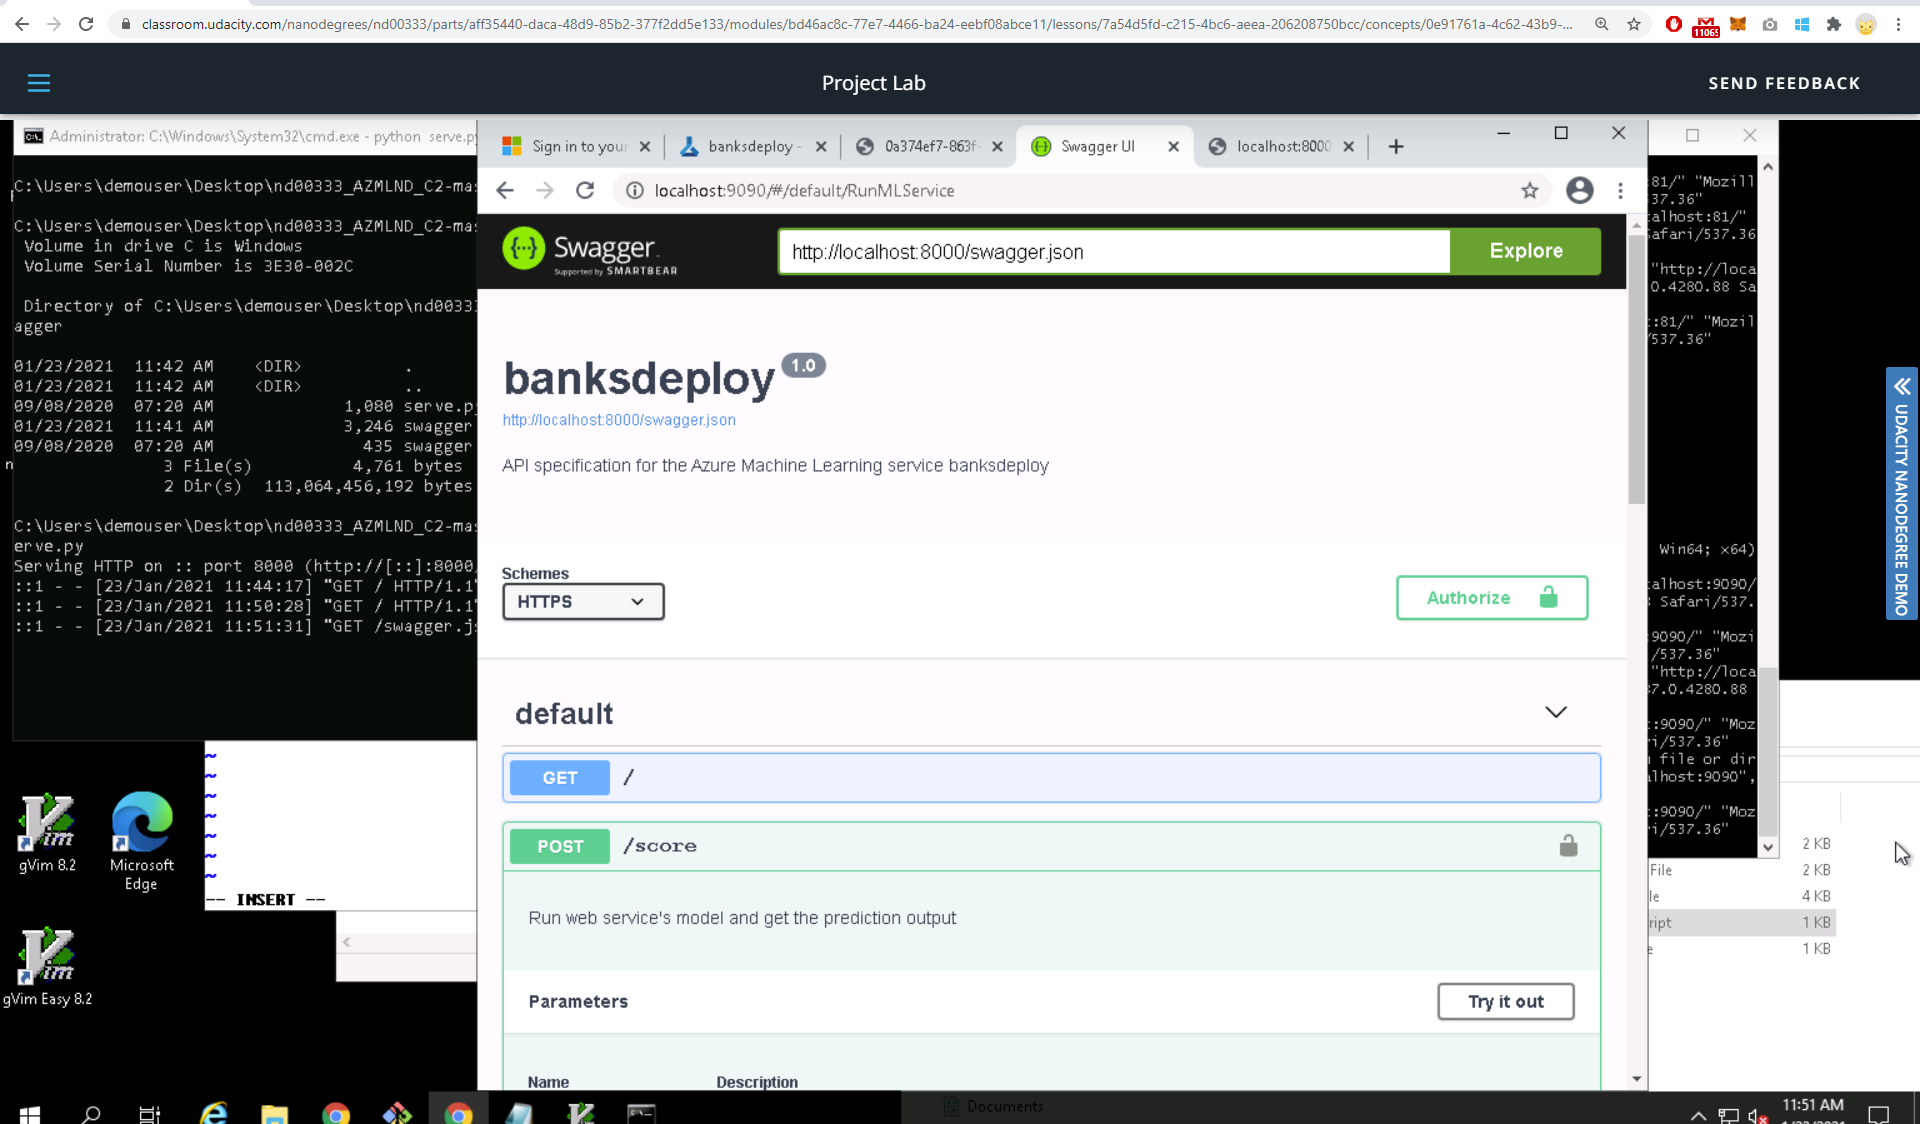 classroom.udacity.com/nanodegrees/nd00333/parts/aff35440-daca-48d9-85b2-377f2dd5e133/modules/bd46ac8c-77e7-4466-ba24-eebf08abce11/lessons/7a54d5fd-c215-4bc6-aeea-206208750bcc/concepts/0e91761a-4c62-43b9-...
Project Lab
SEND FEEDBACK
Administrator: C:\Windows\System32\cmd.exe - python serve.py
C:\Users\demouser\Desktop\nd00333_AZMLND_C2-mas
C:\Users\demouser\Desktop\nd00333_AZMLND_C2-mas
Volume in drive C is Windows
Volume Serial Number is 3E30-002C
Directory of C:\Users\demouser\Desktop\nd00333
agger
01/23/2021 11:42 AM <DIR> .
01/23/2021 11:42 AM <DIR> ..
09/08/2020 07:20 AM 1,080 serve.py
01/23/2021 11:41 AM 3,246 swagger
09/08/2020 07:20 AM 435 swagger
3 File(s) 4,761 bytes
2 Dir(s) 113,064,456,192 bytes
C:\Users\demouser\Desktop\nd00333_AZMLND_C2-mas
erve.py
Serving HTTP on :: port 8000 (http://[::]:8000/
::1 - - [23/Jan/2021 11:44:17] "GET / HTTP/1.1"
::1 - - [23/Jan/2021 11:50:28] "GET / HTTP/1.1"
::1 - - [23/Jan/2021 11:51:31] "GET /swagger.js
Sign in to your
banksdeploy -
0a374ef7-863f-
Swagger UI
localhost:8000
localhost:9090/#/default/RunMLService
Swagger
Supported by SMARTBEAR
http://localhost:8000/swagger.json
Explore
banksdeploy 1.0
http://localhost:8000/swagger.json
API specification for the Azure Machine Learning service banksdeploy
Schemes
HTTPS
Authorize
default
GET /
POST /score
Run web service's model and get the prediction output
Parameters
Try it out
Name Description
:81/" "Mozill
37.36"
alhost:81/"
afari/537.36
"http://loca
0.4280.88 Sa
:81/" "Mozil
537.36"
Win64; x64)
alhost:9090/
Safari/537.
9090/" "Mozi
/537.36"
"http://loca
7.0.4280.88
:9090/" "Moz
i/537.36"
file or dir
lhost:9090",
:9090/" "Moz
i/537.36"
UDACITY NANODEGREE DEMO
2 KB
File 2 KB
le 4 KB
ript 1 KB
e 1 KB
gVim 8.2
Microsoft
Edge
-- INSERT --
gVim Easy 8.2
Documents
11:51 AM